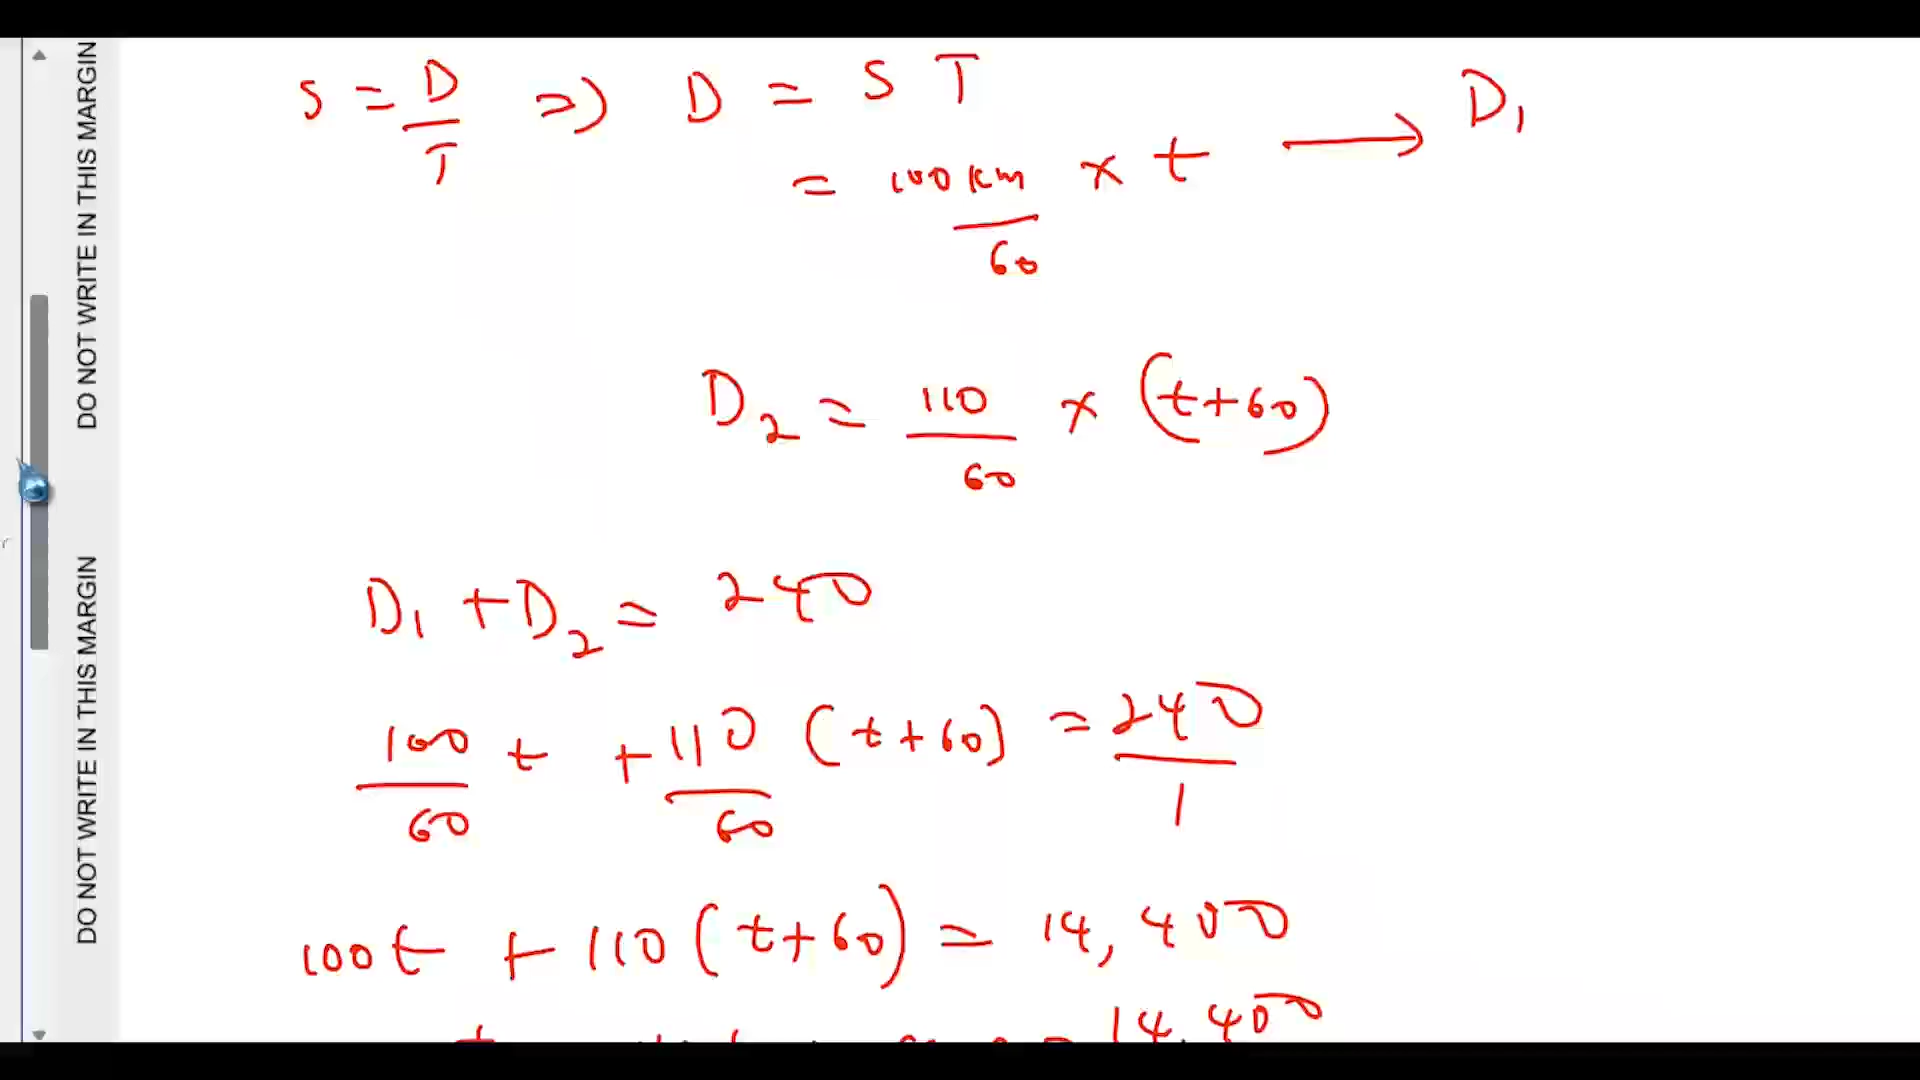 DO NOT WRITE IN THIS MARGIN
DO NOT WRITE IN THIS MARGIN
S = D/T => D = S T
= 100 km/60 × t → D₁
D₂ = 110/60 × (t+60)
D₁ + D₂ = 240
100/60 t + 110/60 (t+60) = 240/1
100t + 110(t+60) = 14,400
14,400